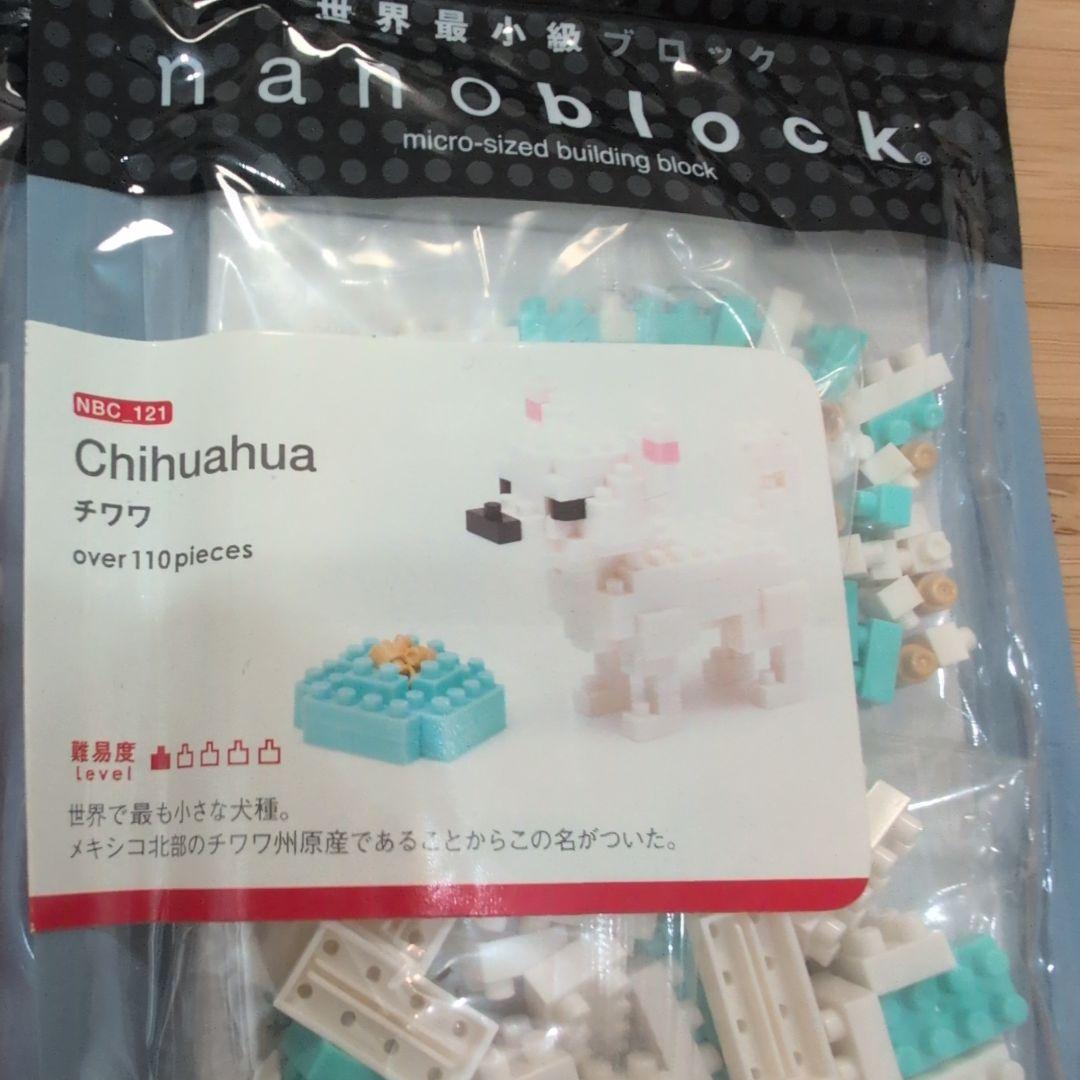 世界最小級ブロック
nanoblock®
micro-sized building block
NBC_121
Chihuahua
チワワ
over 110 pieces
難易度
level
世界で最も小さな犬種。
メキシコ北部のチワワ州原産であることからこの名がついた。